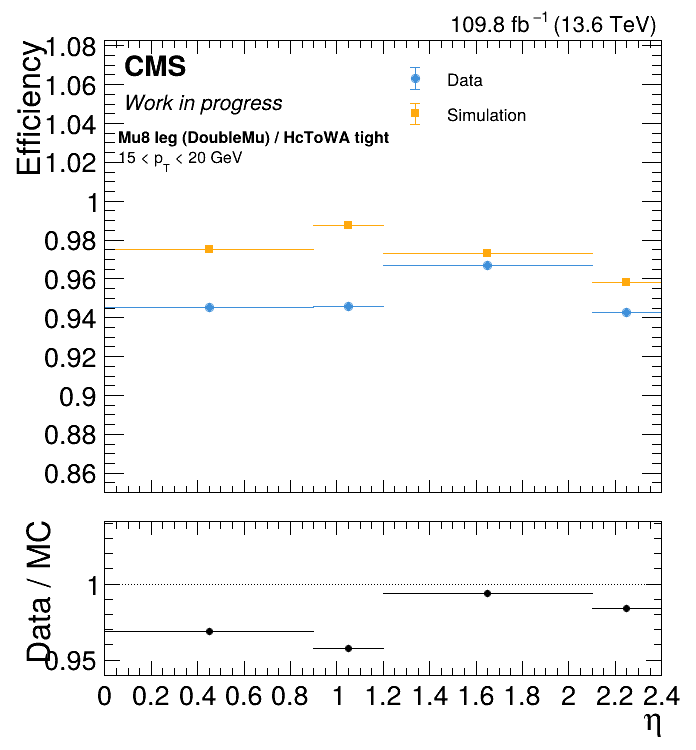 109.8 fb⁻¹ (13.6 TeV)
Efficiency
1.08
1.06
1.04
1.02
1
0.98
0.96
0.94
0.92
0.9
0.88
0.86
CMS
Work in progress
Mu8 leg (DoubleMu) / HcToWA tight
15 < p_T < 20 GeV
Data
Simulation
Data / MC
1
0.95
0 0.2 0.4 0.6 0.8 1 1.2 1.4 1.6 1.8 2 2.2 2.4
η